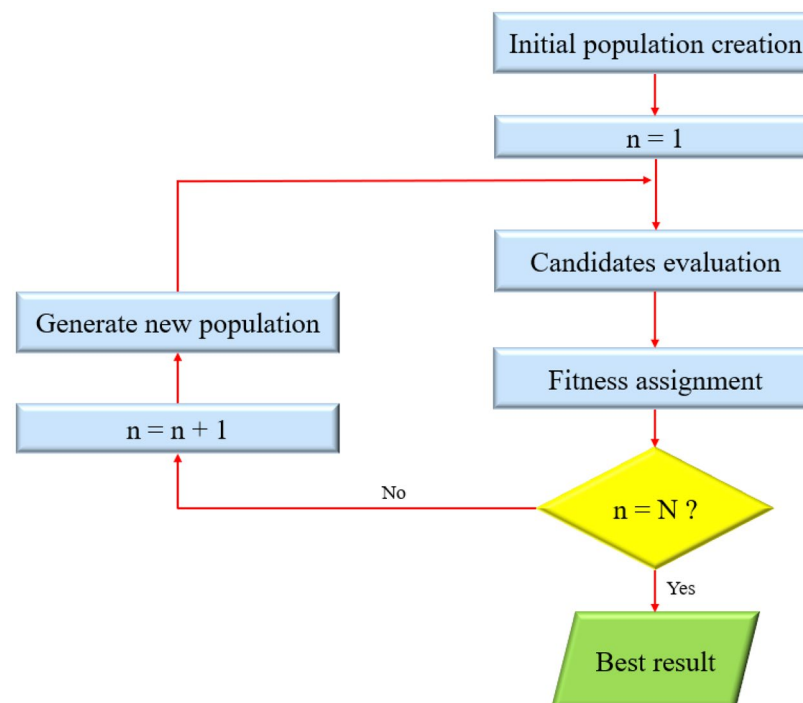 Initial population creation
n = 1
Candidates evaluation
Generate new population
Fitness assignment
n = n + 1
No
n = N ?
Yes
Best result